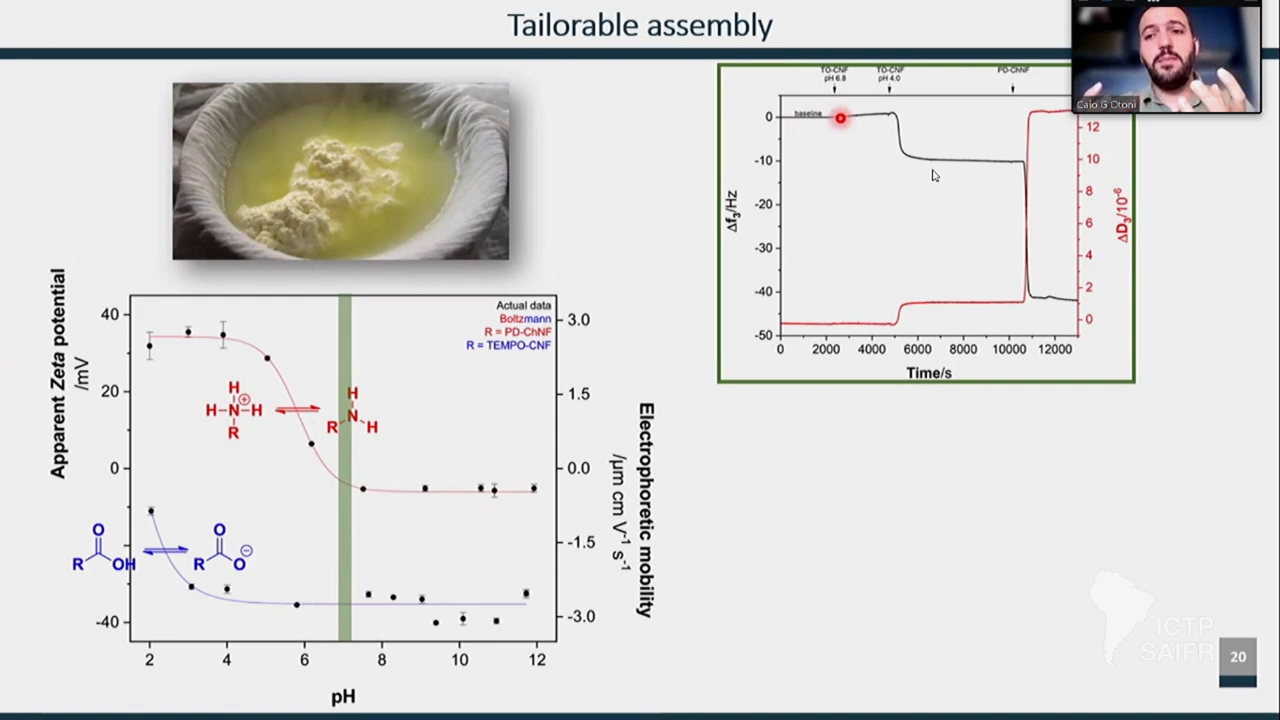 Tailorable assembly
Caio G Otoni
TO-CNF
pH 6.8
TO-CNF
pH 4.0
PD-ChNF
baseline
0
-10
-20
-30
-40
-50
Δf₃/Hz
12
10
8
6
4
2
0
ΔD₃/10⁻⁶
0 2000 4000 6000 8000 10000 12000
Time/s
Apparent Zeta potential
/mV
40
20
0
-40
Actual data
Boltzmann
R = PD-ChNF
R = TEMPO-CNF
3.0
1.5
0.0
-1.5
-3.0
Electrophoretic mobility
/μm cm V⁻¹ s⁻¹
H
H N H
⊕
R
H
N
R H
O
R OH
O
R O
⊖
2 4 6 8 10 12
pH
ICTP
SAIFR
20